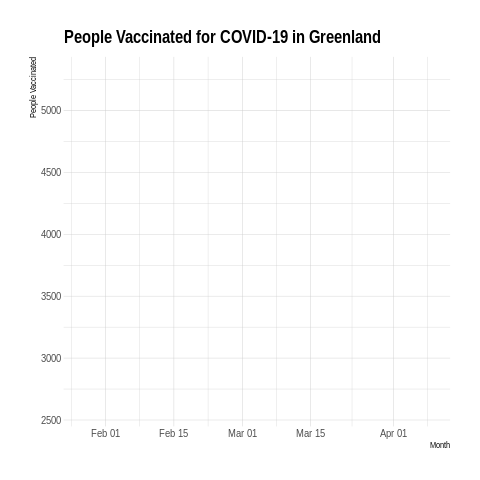 People Vaccinated for COVID-19 in Greenland
People Vaccinated
5000
4500
4000
3500
3000
2500
Feb 01 Feb 15 Mar 01 Mar 15 Apr 01
Month